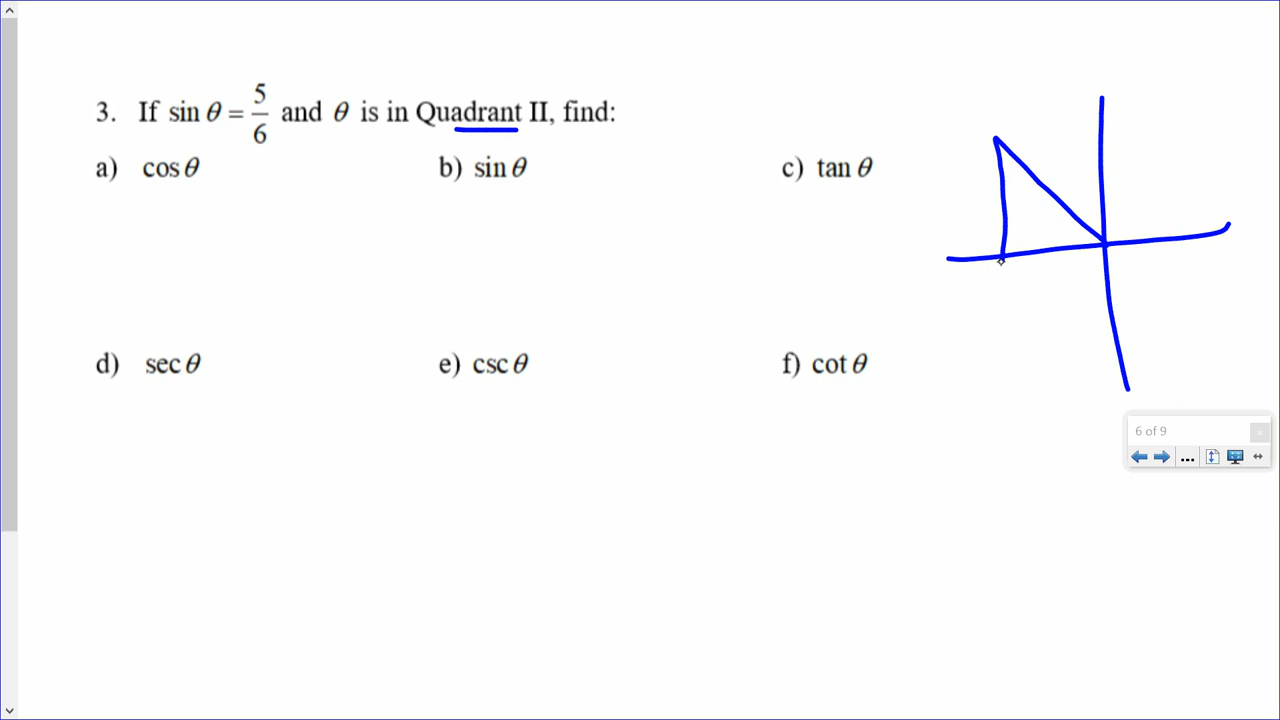 3. If sin θ = 5/6 and θ is in Quadrant II, find:
a) cos θ b) sin θ c) tan θ
d) sec θ e) csc θ f) cot θ
6 of 9
...